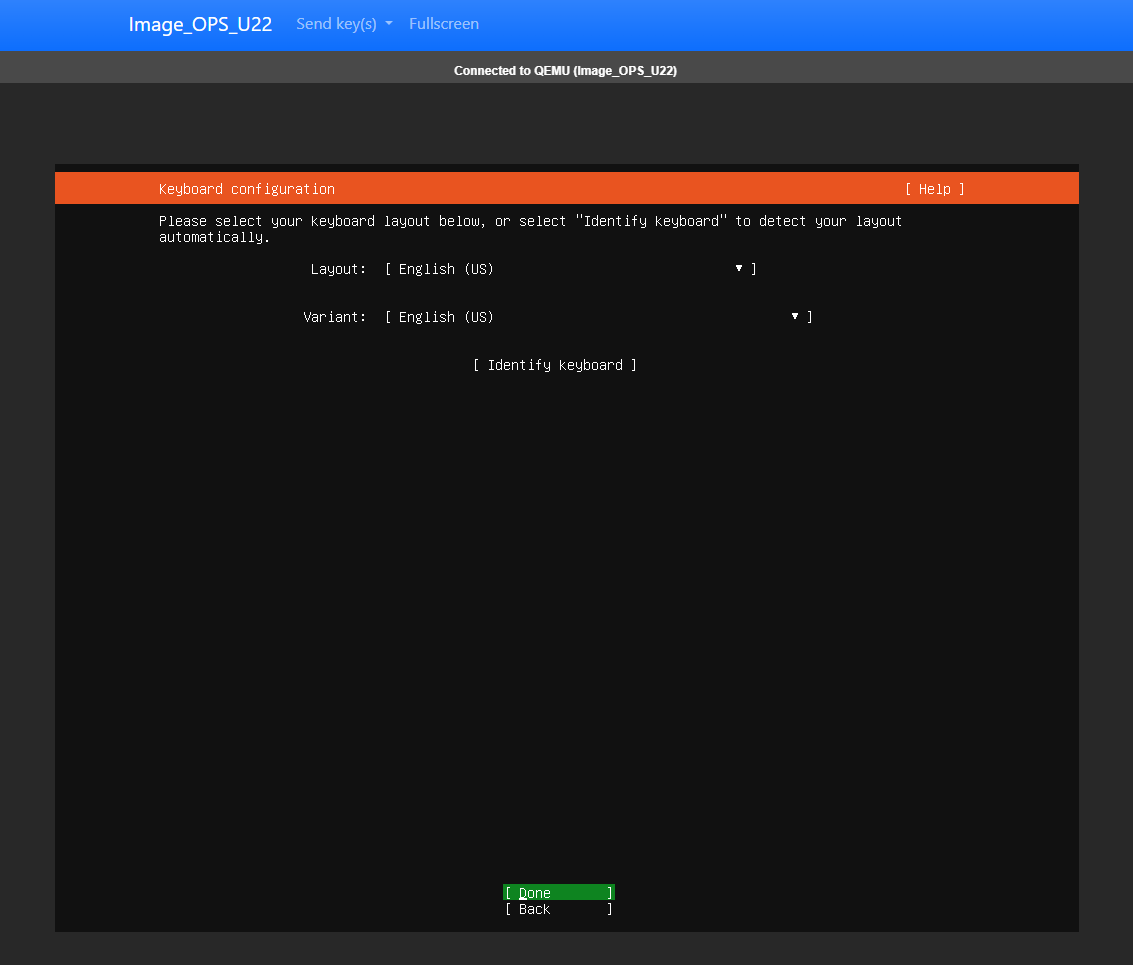 Image_OPS_U22 Send key(s) Fullscreen
Connected to QEMU (Image_OPS_U22)
Keyboard configuration [ Help ]
Please select your keyboard layout below, or select "Identify keyboard" to detect your layout
automatically.
Layout: [ English (US) ▾ ]
Variant: [ English (US) ▾ ]
[ Identify keyboard ]
[ Done ]
[ Back ]